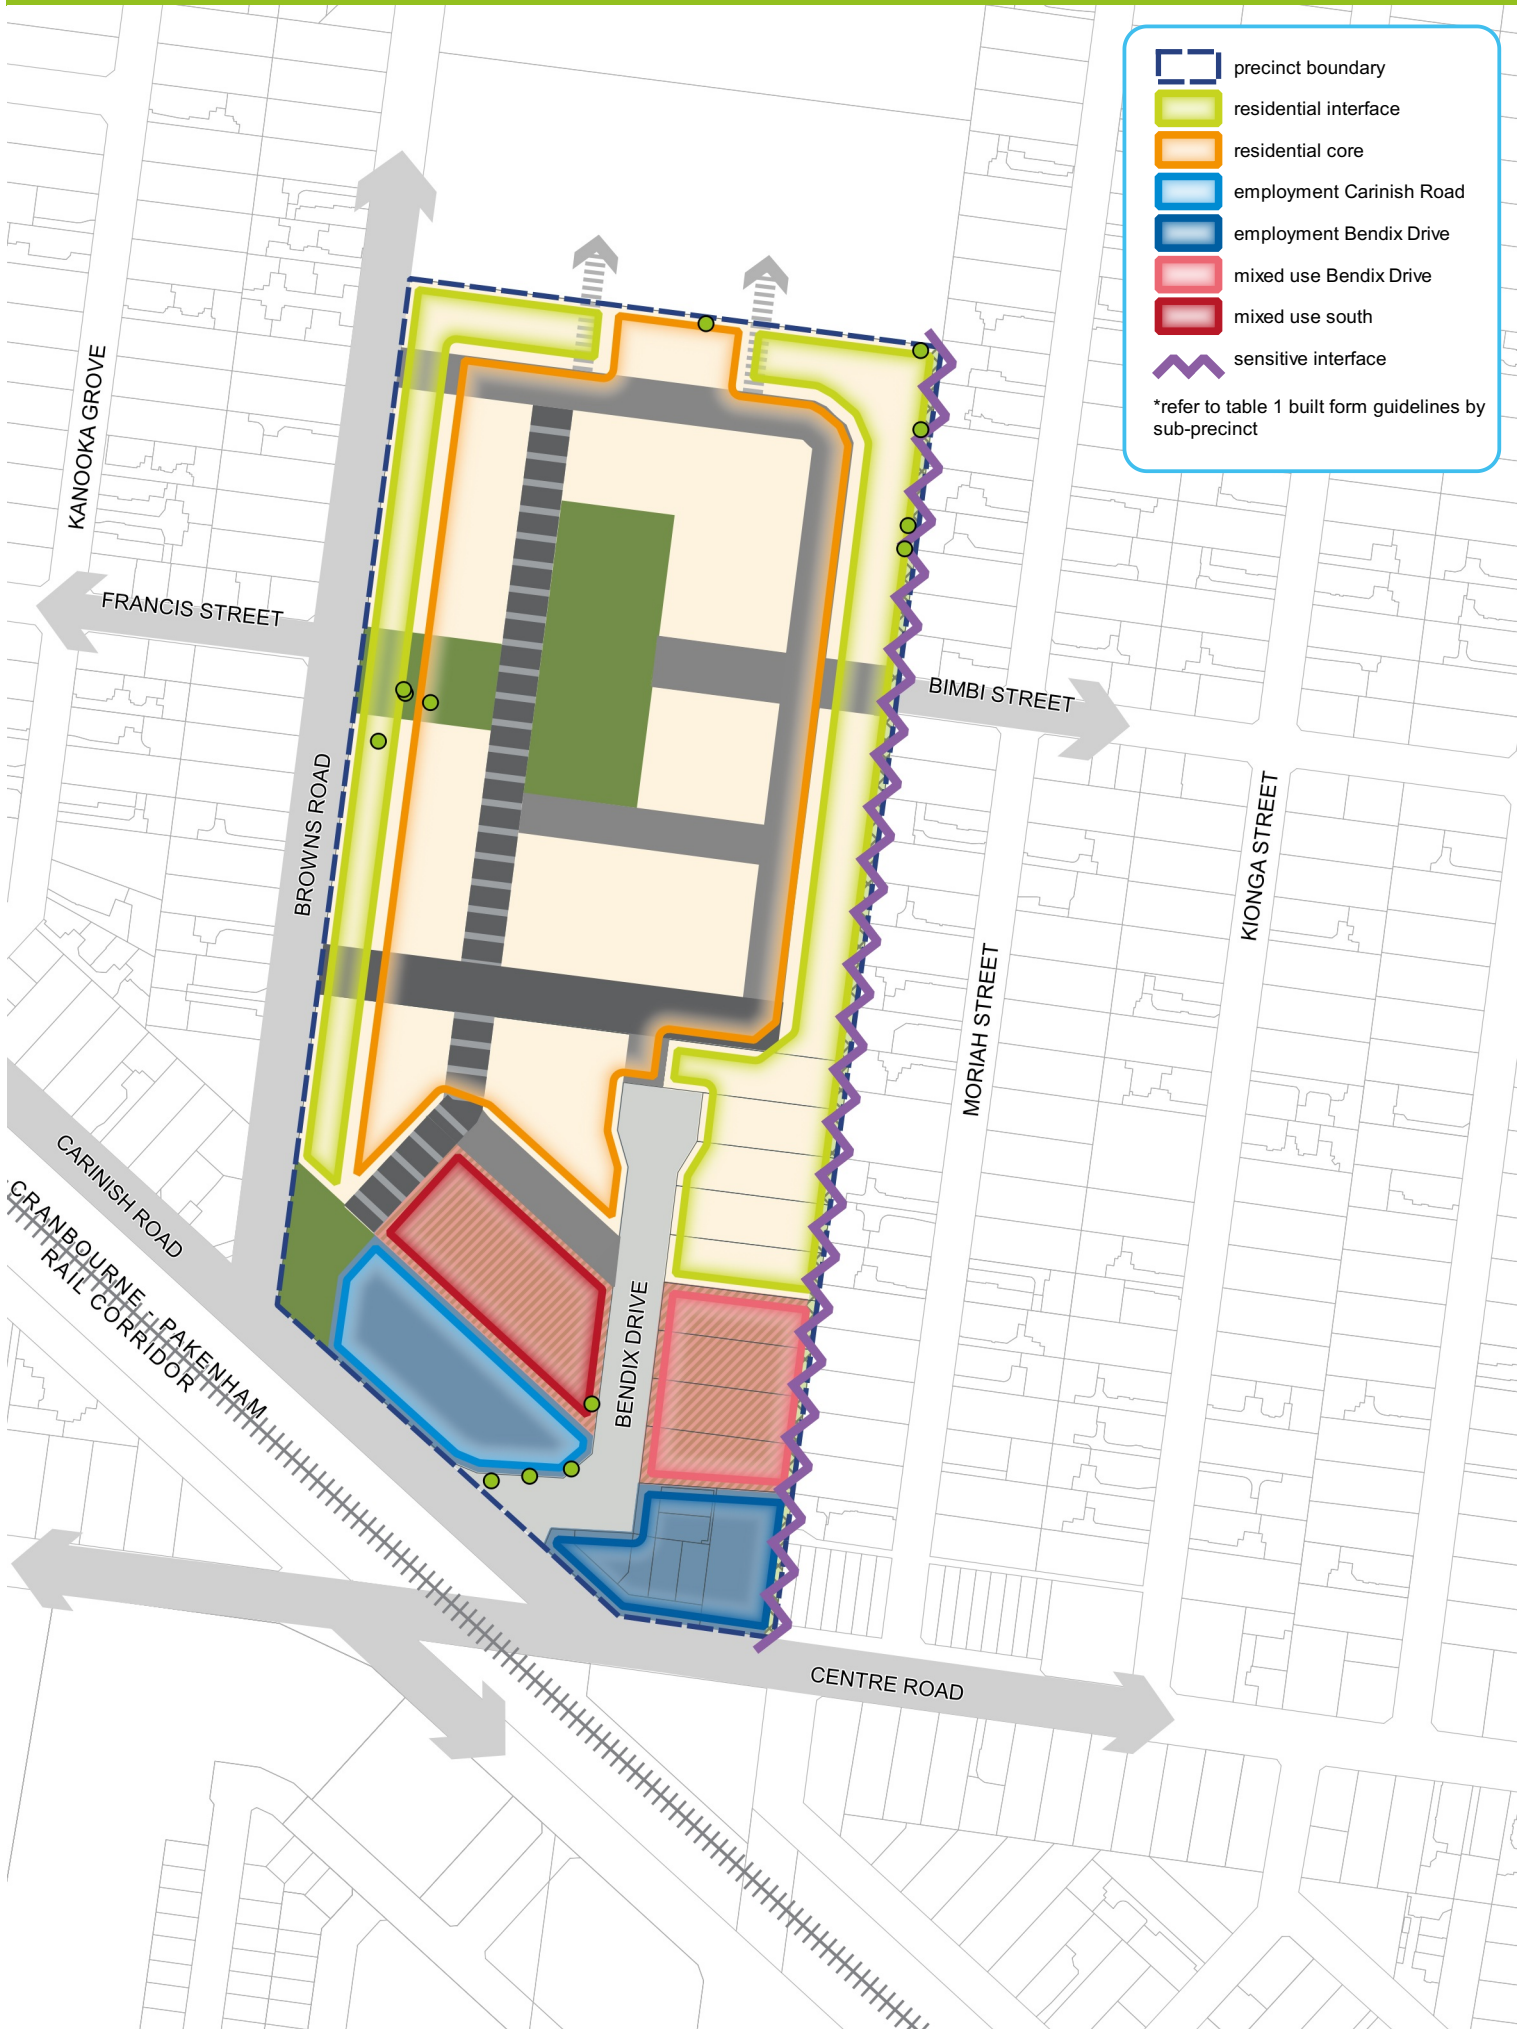 precinct boundary
residential interface
residential core
employment Carinish Road
employment Bendix Drive
mixed use Bendix Drive
mixed use south
sensitive interface
*refer to table 1 built form guidelines by
sub-precinct
KANOOKA GROVE
FRANCIS STREET
BIMBI STREET
BROWNS ROAD
KIONGA STREET
MORIAH STREET
CARINISH ROAD
CRANBOURNE - PAKENHAM
RAIL CORRIDOR
BENDIX DRIVE
CENTRE ROAD